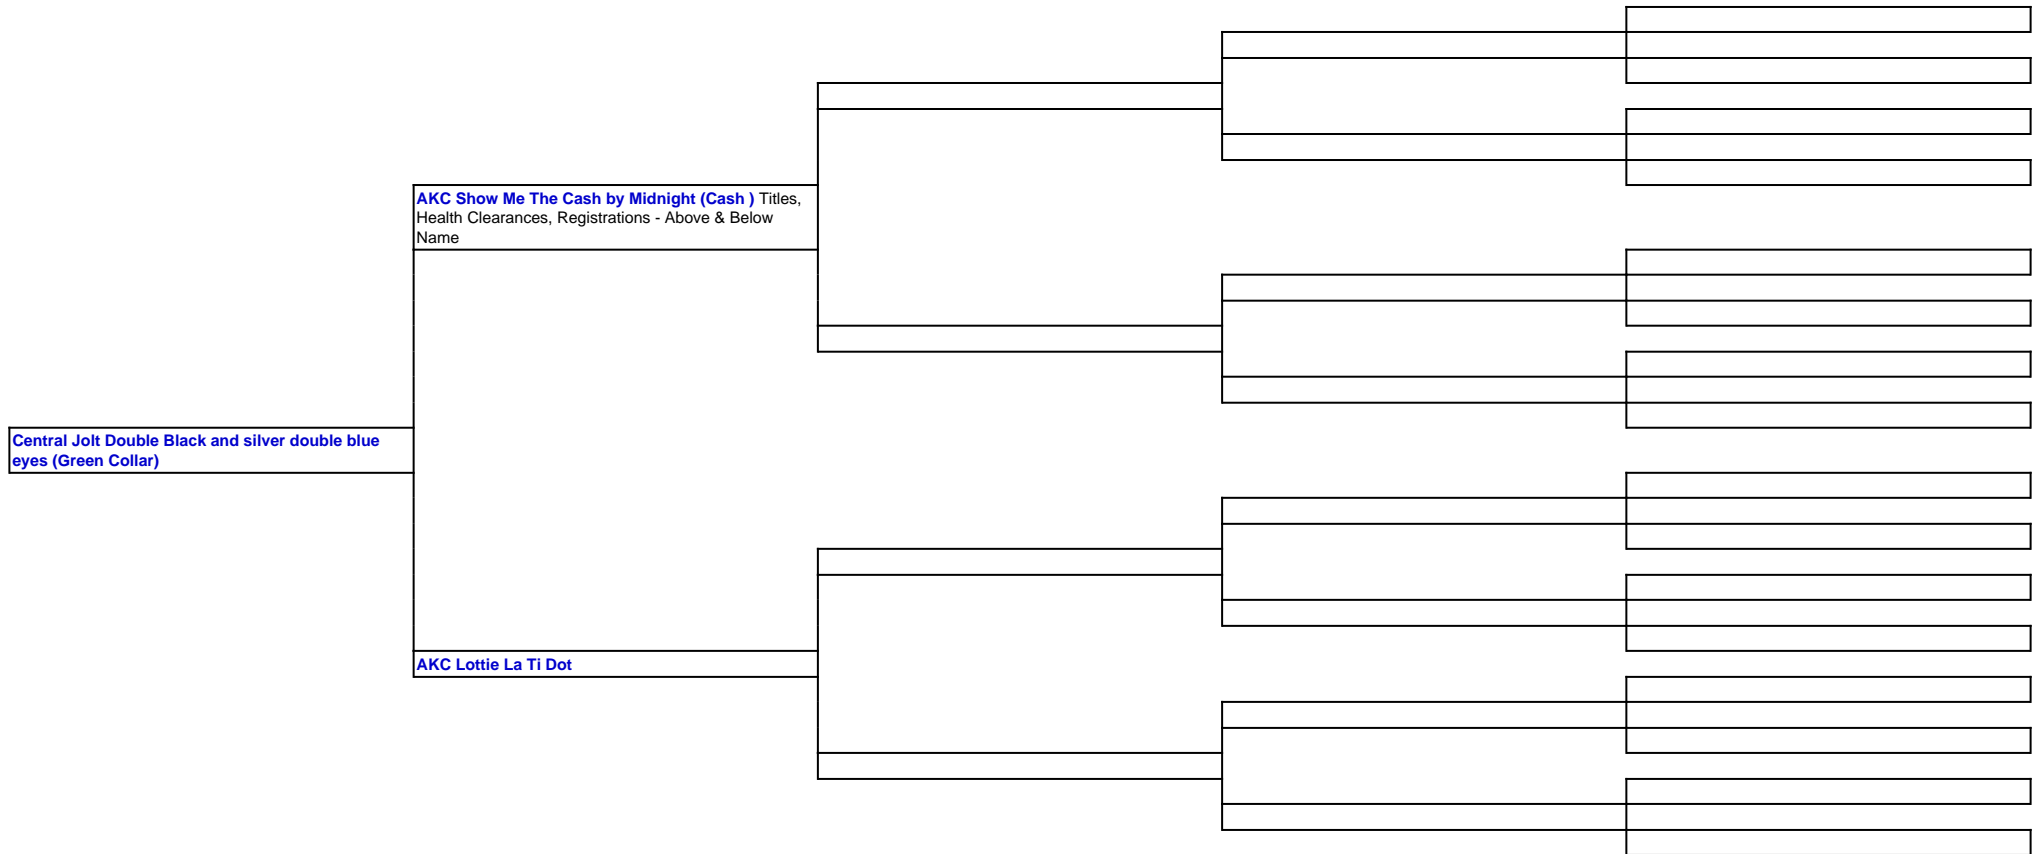 AKC Show Me The Cash by Midnight (Cash ) Titles,
Health Clearances, Registrations - Above & Below
Name
Central Jolt Double Black and silver double blue
eyes (Green Collar)
AKC Lottie La Ti Dot